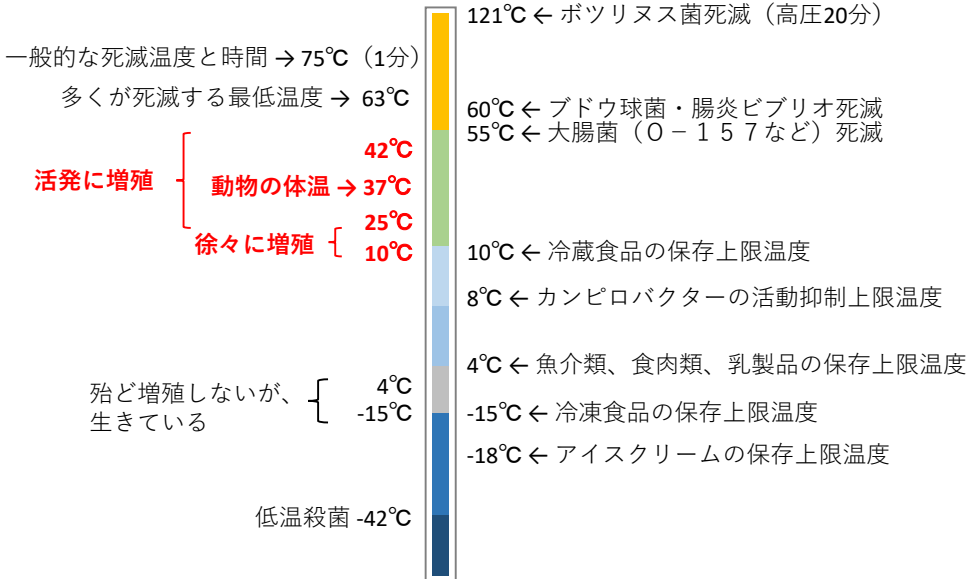 121℃ ← ボツリヌス菌死滅（高圧20分）
一般的な死滅温度と時間 → 75℃（1分）
多くが死滅する最低温度 → 63℃
60℃ ← ブドウ球菌・腸炎ビブリオ死滅
55℃ ← 大腸菌（O－１５７など）死滅
42℃
活発に増殖
動物の体温 → 37℃
25℃
徐々に増殖
10℃
10℃ ← 冷蔵食品の保存上限温度
8℃ ← カンピロバクターの活動抑制上限温度
4℃ ← 魚介類、食肉類、乳製品の保存上限温度
殆ど増殖しないが、
生きている
4℃
-15℃
-15℃ ← 冷凍食品の保存上限温度
-18℃ ← アイスクリームの保存上限温度
低温殺菌 -42℃